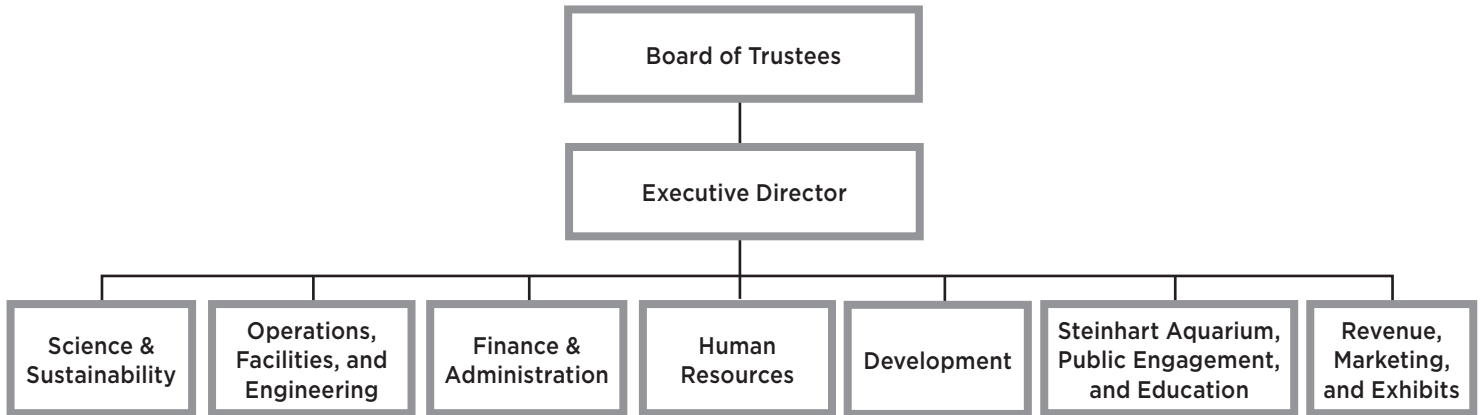 Board of Trustees
Executive Director
Science &
Sustainability
Operations,
Facilities, and
Engineering
Finance &
Administration
Human
Resources
Development
Steinhart Aquarium,
Public Engagement,
and Education
Revenue,
Marketing,
and Exhibits